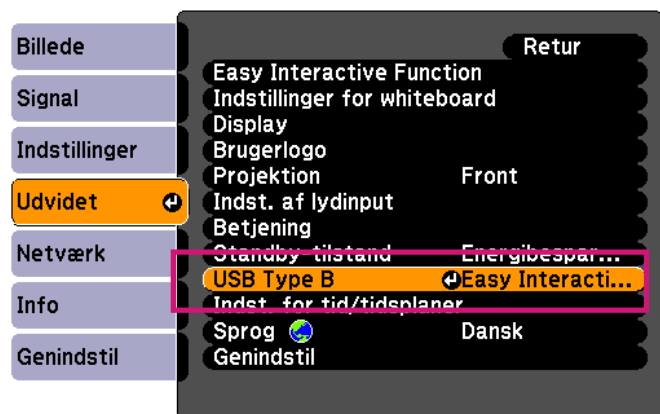 Billede
Signal
Indstillinger
Udvidet
Netværk
Info
Genindstil
Retur
Easy Interactive Function
Indstillinger for whiteboard
Display
Brugerlogo
Projektion Front
Indst. af lydinput
Betjening
Standby-tilstand Energibespar...
USB Type B Easy Interacti...
Indst. for tid/tidsplaner
Sprog Dansk
Genindstil